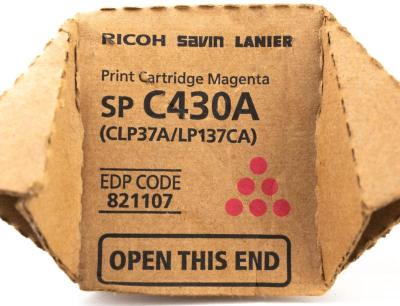 RICOH savin LANIER
Print Cartridge Magenta
SP C430A
(CLP37A/LP137CA)
EDP CODE
821107
OPEN THIS END